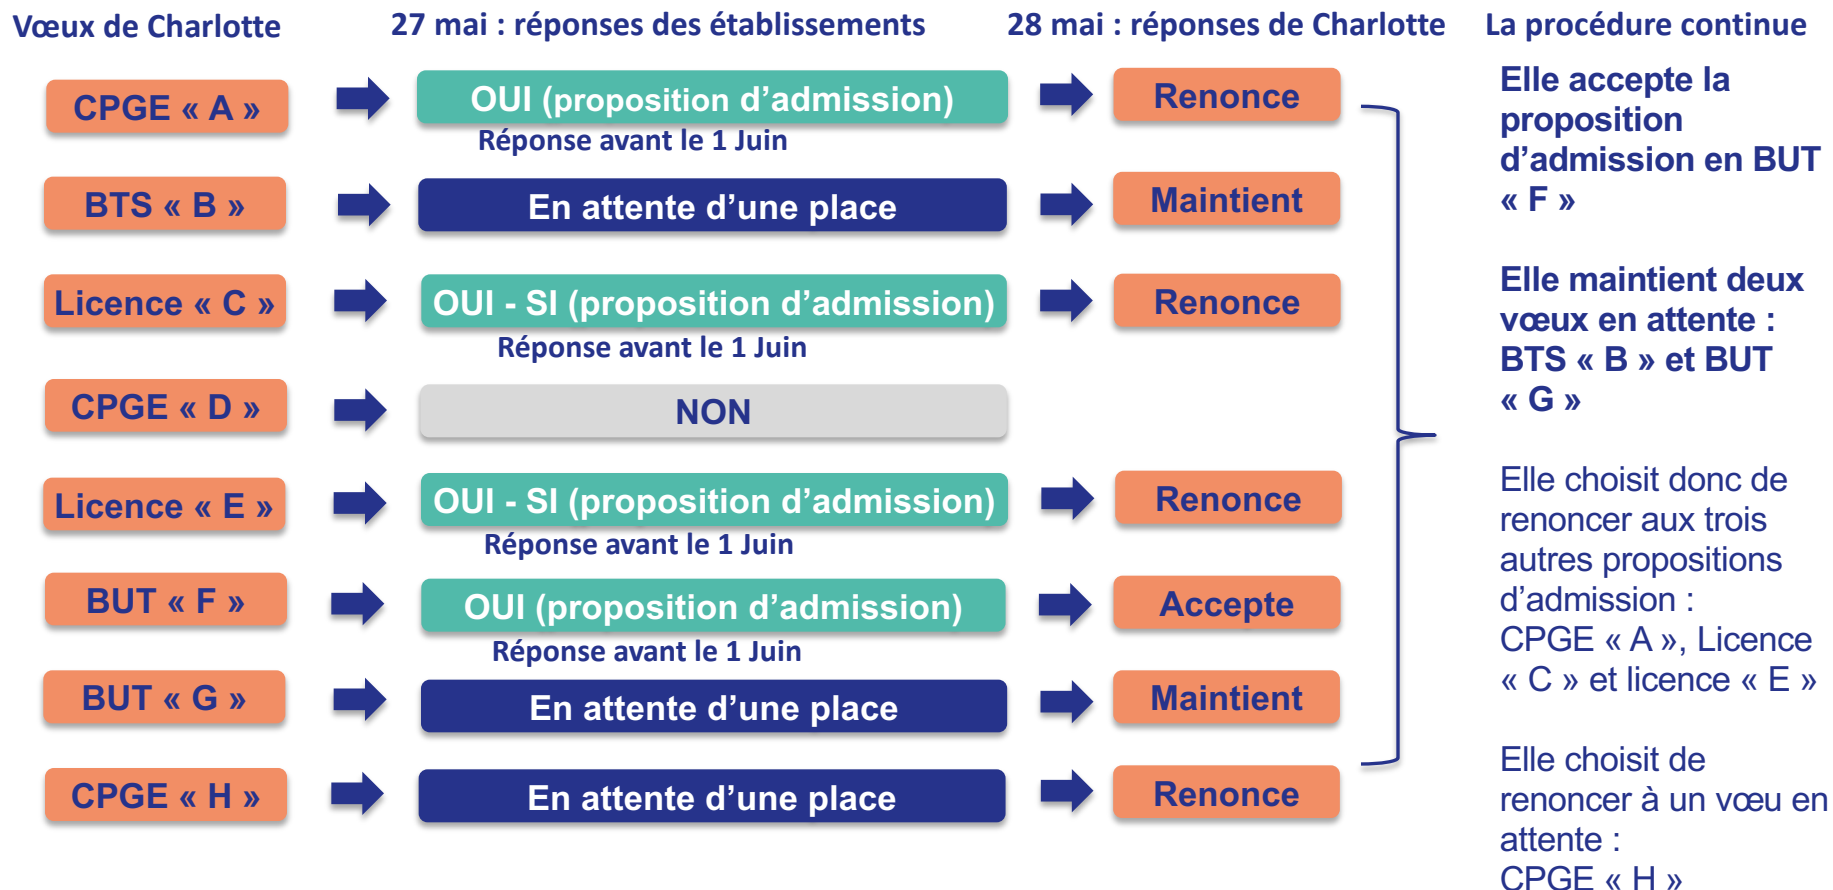 Vœux de Charlotte
27 mai : réponses des établissements
28 mai : réponses de Charlotte
La procédure continue
CPGE « A »
OUI (proposition d’admission)
Réponse avant le 1 Juin
Renonce
BTS « B »
En attente d’une place
Maintient
Licence « C »
OUI - SI (proposition d’admission)
Réponse avant le 1 Juin
Renonce
CPGE « D »
NON
Licence « E »
OUI - SI (proposition d’admission)
Réponse avant le 1 Juin
Renonce
BUT « F »
OUI (proposition d’admission)
Réponse avant le 1 Juin
Accepte
BUT « G »
En attente d’une place
Maintient
CPGE « H »
En attente d’une place
Renonce
Elle accepte la
proposition
d’admission en BUT
« F »
Elle maintient deux
vœux en attente :
BTS « B » et BUT
« G »
Elle choisit donc de
renoncer aux trois
autres propositions
d’admission :
CPGE « A », Licence
« C » et licence « E »
Elle choisit de
renoncer à un vœu en
attente :
CPGE « H »